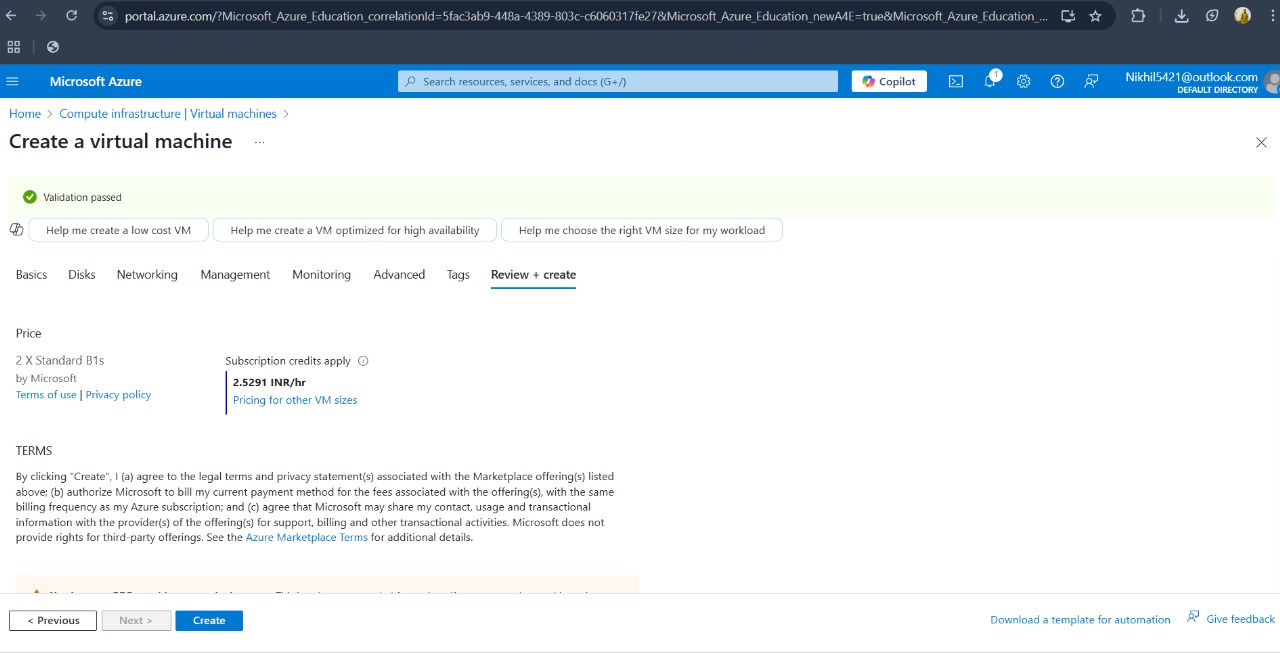 portal.azure.com/?Microsoft_Azure_Education_correlationId=5fac3ab9-448a-4389-803c-c6060317fe27&Microsoft_Azure_Education_newA4E=true&Microsoft_Azure_Education_...
Microsoft Azure
Search resources, services, and docs (G+/)
Copilot
1
Nikhil5421@outlook.com
DEFAULT DIRECTORY
Home > Compute infrastructure | Virtual machines >
Create a virtual machine ...
Validation passed
Help me create a low cost VM Help me create a VM optimized for high availability Help me choose the right VM size for my workload
Basics Disks Networking Management Monitoring Advanced Tags Review + create
Price
2 X Standard B1s
by Microsoft
Terms of use | Privacy policy
Subscription credits apply
2.5291 INR/hr
Pricing for other VM sizes
TERMS
By clicking "Create", I (a) agree to the legal terms and privacy statement(s) associated with the Marketplace offering(s) listed
above; (b) authorize Microsoft to bill my current payment method for the fees associated with the offering(s), with the same
billing frequency as my Azure subscription; and (c) agree that Microsoft may share my contact, usage and transactional
information with the provider(s) of the offering(s) for support, billing and other transactional activities. Microsoft does not
provide rights for third-party offerings. See the Azure Marketplace Terms for additional details.
< Previous Next > Create
Download a template for automation Give feedback